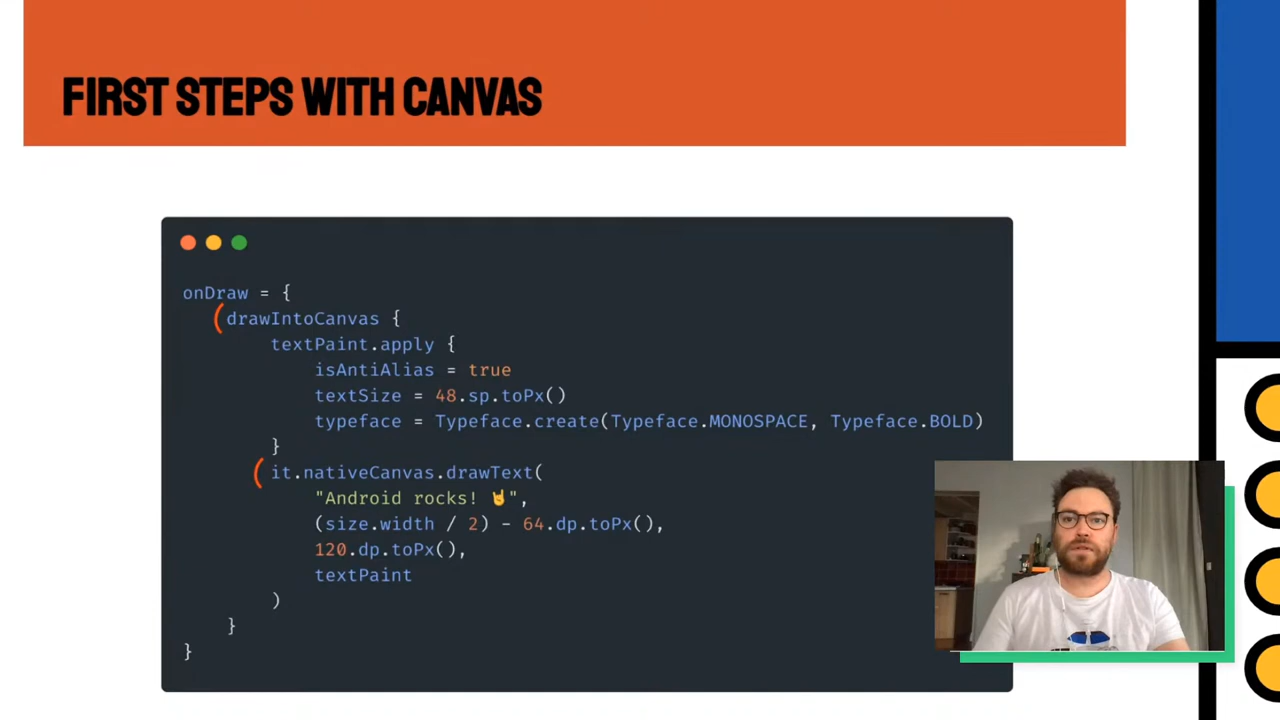 FIRST STEPS WITH CANVAS
onDraw = {
drawIntoCanvas {
textPaint.apply {
isAntiAlias = true
textSize = 48.sp.toPx()
typeface = Typeface.create(Typeface.MONOSPACE, Typeface.BOLD)
}
it.nativeCanvas.drawText(
"Android rocks! 🤘",
(size.width / 2) - 64.dp.toPx(),
120.dp.toPx(),
textPaint
)
}
}